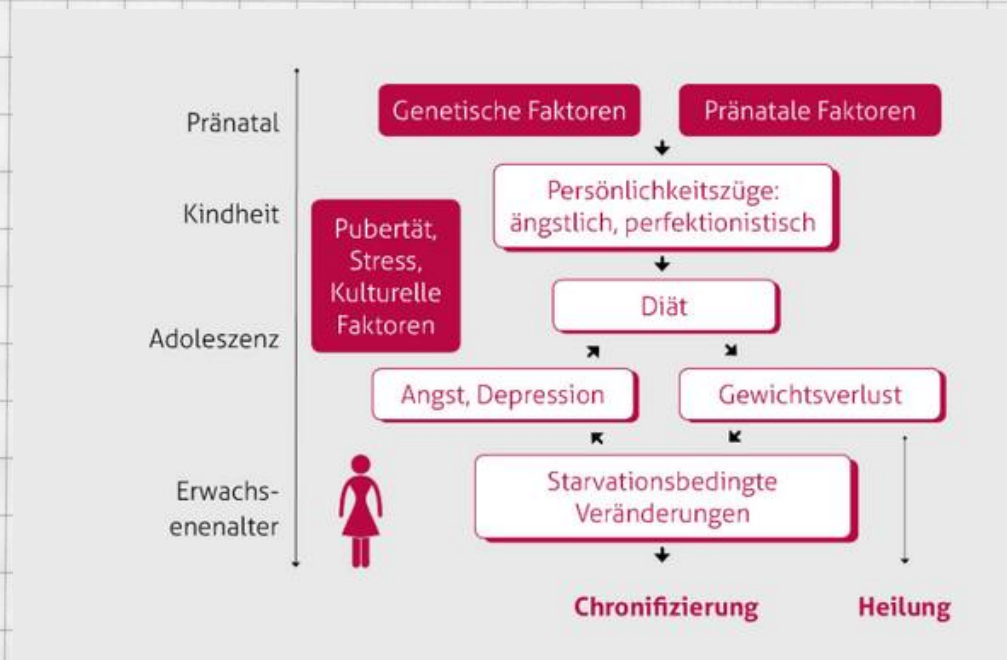 Pränatal
Genetische Faktoren
Pränatale Faktoren
Kindheit
Persönlichkeitszüge:
ängstlich, perfektionistisch
Pubertät,
Stress,
Kulturelle
Faktoren
Diät
Adoleszenz
Angst, Depression
Gewichtsverlust
Erwachs-
enenalter
Starvationsbedingte
Veränderungen
Chronifizierung
Heilung